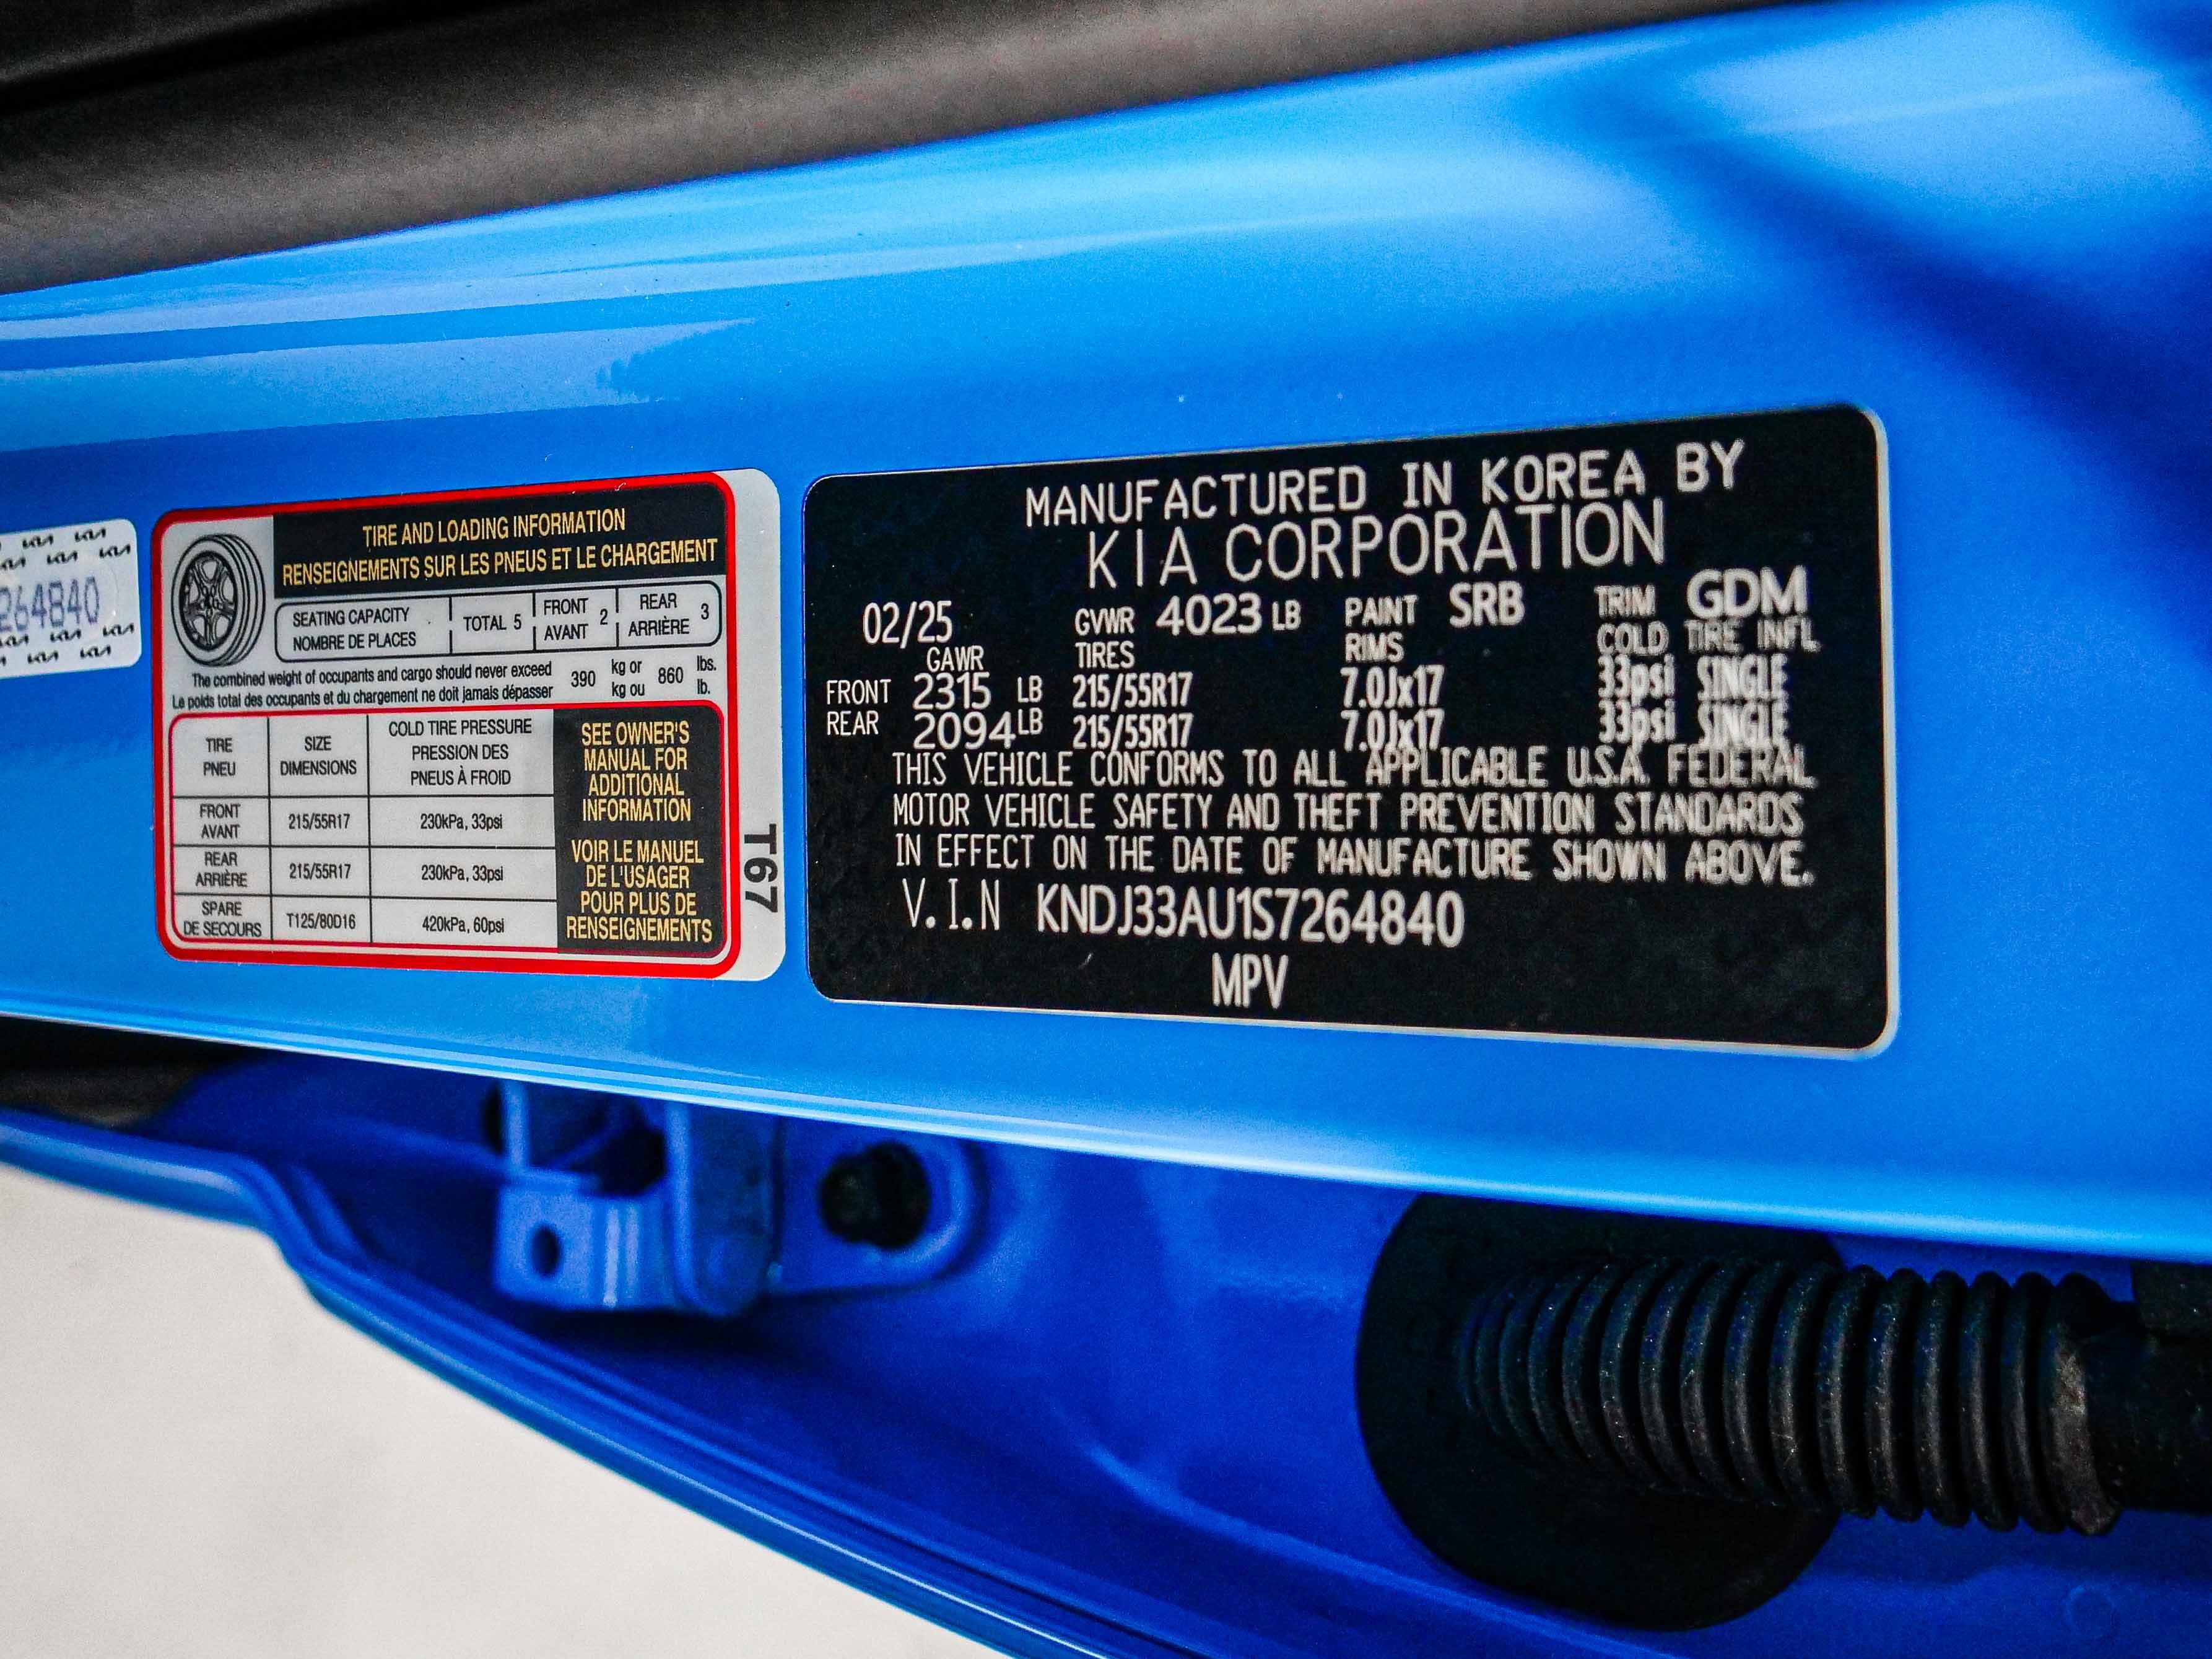 264840
TIRE AND LOADING INFORMATION
RENSEIGNEMENTS SUR LES PNEUS ET LE CHARGEMENT
SEATING CAPACITY
NOMBRE DE PLACES
TOTAL 5
FRONT
AVANT
2
REAR
ARRIÈRE
3
The combined weight of occupants and cargo should never exceed 390 kg or 860 lbs.
Le poids total des occupants et du chargement ne doit jamais dépasser kg ou lb.
TIRE
PNEU
SIZE
DIMENSIONS
COLD TIRE PRESSURE
PRESSION DES
PNEUS À FROID
FRONT
AVANT
215/55R17
230kPa, 33psi
REAR
ARRIÈRE
215/55R17
230kPa, 33psi
SPARE
DE SECOURS
T125/80D16
420kPa, 60psi
SEE OWNER'S
MANUAL FOR
ADDITIONAL
INFORMATION
VOIR LE MANUEL
DE L'USAGER
POUR PLUS DE
RENSEIGNEMENTS
T67
MANUFACTURED IN KOREA BY
KIA CORPORATION
02/25 GVWR 4023 LB PAINT SRB TRIM GDM
GAWR TIRES RIMS COLD TIRE INFL
FRONT 2315 LB 215/55R17 7.0Jx17 33psi SINGLE
REAR 2094 LB 215/55R17 7.0Jx17 33psi SINGLE
THIS VEHICLE CONFORMS TO ALL APPLICABLE U.S.A. FEDERAL
MOTOR VEHICLE SAFETY AND THEFT PREVENTION STANDARDS
IN EFFECT ON THE DATE OF MANUFACTURE SHOWN ABOVE.
V.I.N KNDJ33AU1S7264840
MPV